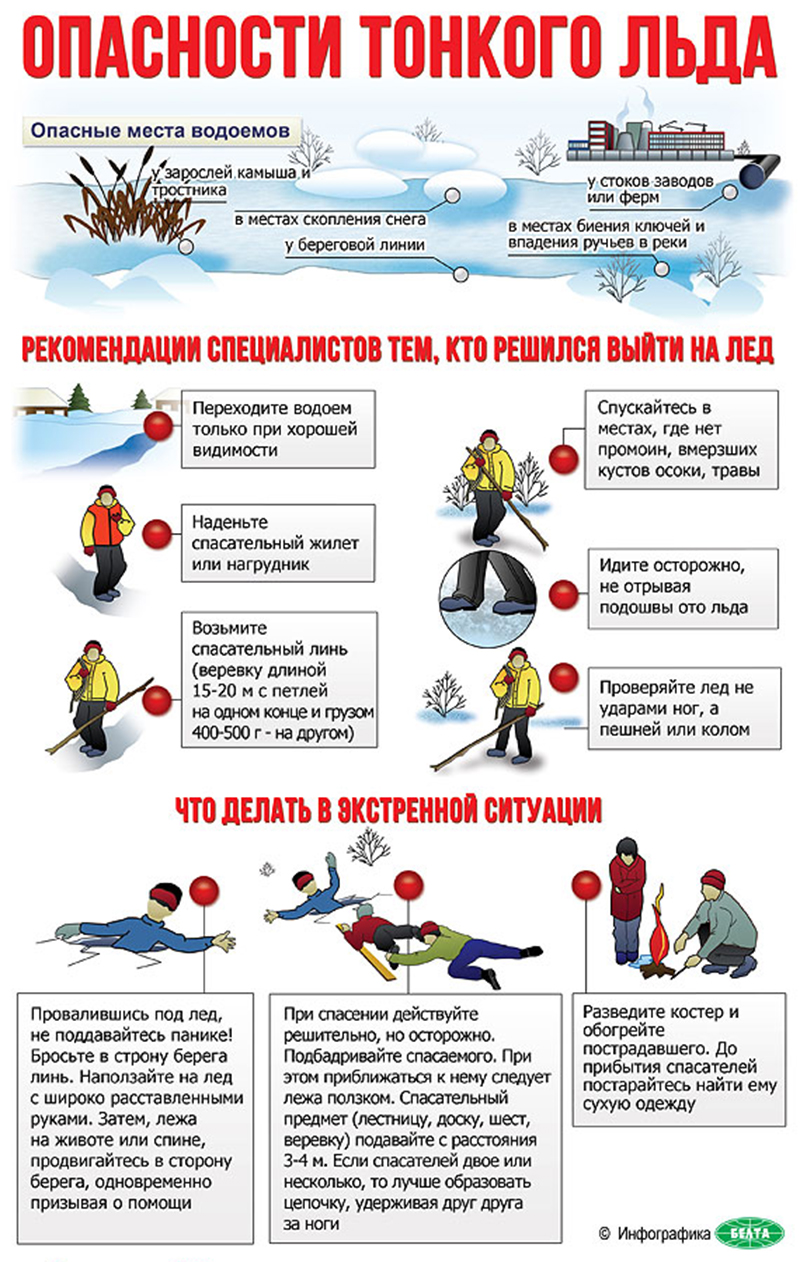 ОПАСНОСТИ ТОНКОГО ЛЬДА
Опасные места водоемов
у зарослей камыша и
тростника
в местах скопления снега
у береговой линии
у стоков заводов
или ферм
в местах биения ключей и
впадения ручьев в реки
РЕКОМЕНДАЦИИ СПЕЦИАЛИСТОВ ТЕМ, КТО РЕШИЛСЯ ВЫЙТИ НА ЛЕД
Переходите водоем
только при хорошей
видимости
Наденьте
спасательный жилет
или нагрудник
Возьмите
спасательный линь
(веревку длиной
15-20 м с петлей
на одном конце и грузом
400-500 г - на другом)
Спускайтесь в
местах, где нет
промоин, вмерзших
кустов осоки, травы
Идите осторожно,
не отрывая
подошвы ото льда
Проверяйте лед не
ударами ног, а
пешней или колом
ЧТО ДЕЛАТЬ В ЭКСТРЕННОЙ СИТУАЦИИ
Провалившись под лед,
не поддавайтесь панике!
Бросьте в сторону берега
линь. Наползайте на лед
с широко расставленными
руками. Затем, лежа
на животе или спине,
продвигайтесь в сторону
берега, одновременно
призывая о помощи
При спасении действуйте
решительно, но осторожно.
Подбадривайте спасаемого. При
этом приближаться к нему следует
лежа ползком. Спасательный
предмет (лестницу, доску, шест,
веревку) подавайте с расстояния
3-4 м. Если спасателей двое или
несколько, то лучше образовать
цепочку, удерживая друг друга
за ноги
Разведите костер и
обогрейте
пострадавшего. До
прибытия спасателей
постарайтесь найти ему
сухую одежду
© Инфографика БЕЛТА